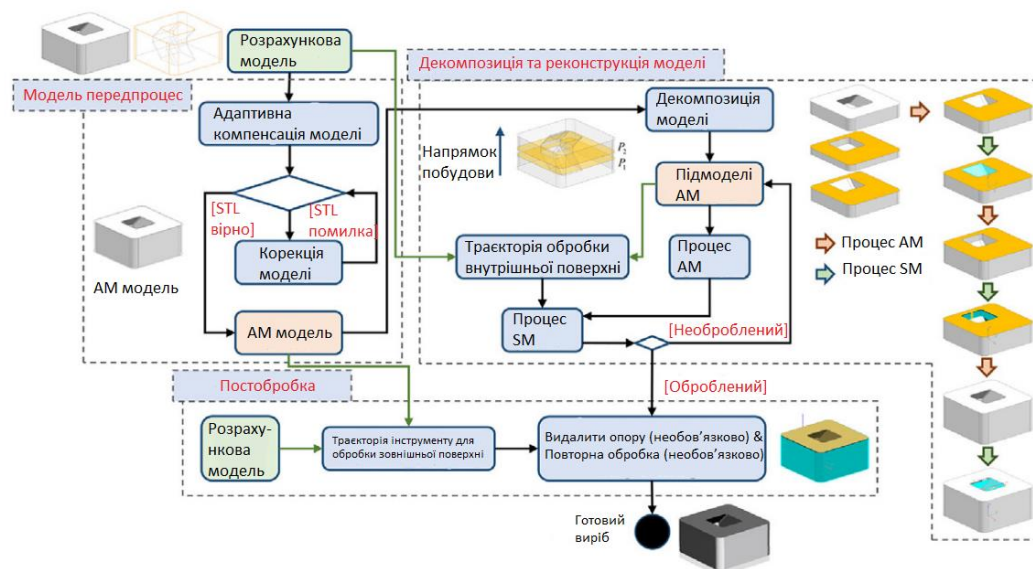 Розрахункова
модель
Декомпозиція та реконструкція моделі
Модель передпроцес
Адаптивна
компенсація моделі
[STL
вірно]
[STL
помилка]
Корекція
моделі
АМ модель
АМ модель
Декомпозиція
моделі
Напрямок
побудови
P₂
P₁
Підмоделі
АМ
Траєкторія обробки
внутрішньої поверхні
Процес
АМ
Процес
SM
[Необроблений]
[Оброблений]
Процес АМ
Процес SM
Постобробка
Розраху-
нкова
модель
Траєкторія інструменту для
обробки зовнішньої поверхні
Видалити опору (необов’язково) &
Повторна обробка (необов’язково)
Готовий
виріб